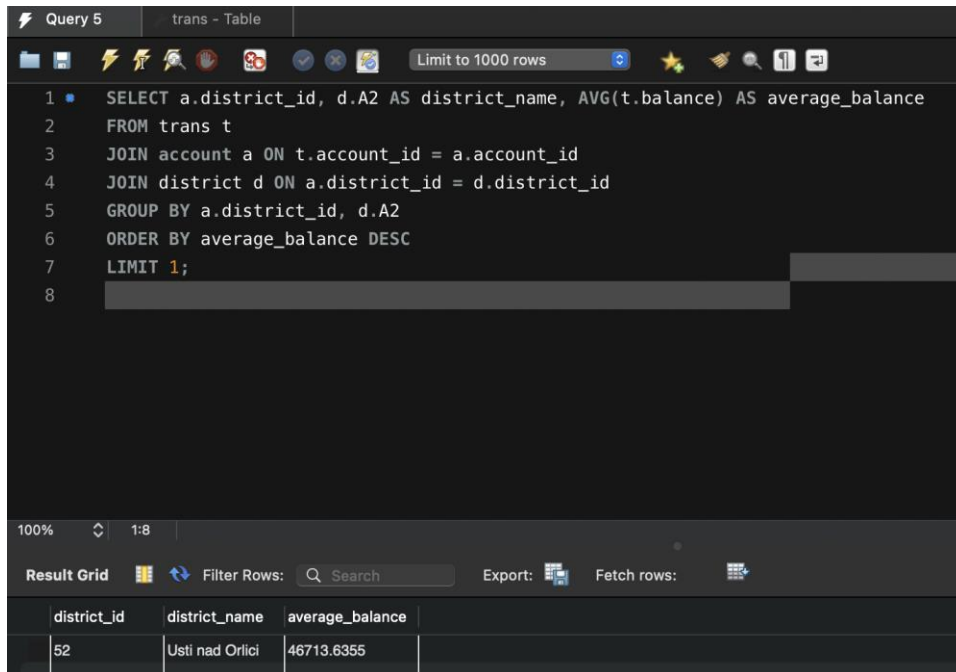 Query 5
trans - Table
Limit to 1000 rows
1 SELECT a.district_id, d.A2 AS district_name, AVG(t.balance) AS average_balance
2 FROM trans t
3 JOIN account a ON t.account_id = a.account_id
4 JOIN district d ON a.district_id = d.district_id
5 GROUP BY a.district_id, d.A2
6 ORDER BY average_balance DESC
7 LIMIT 1;
8
100% 1:8
Result Grid Filter Rows: Search Export: Fetch rows:
district_id district_name average_balance
52 Usti nad Orlici 46713.6355